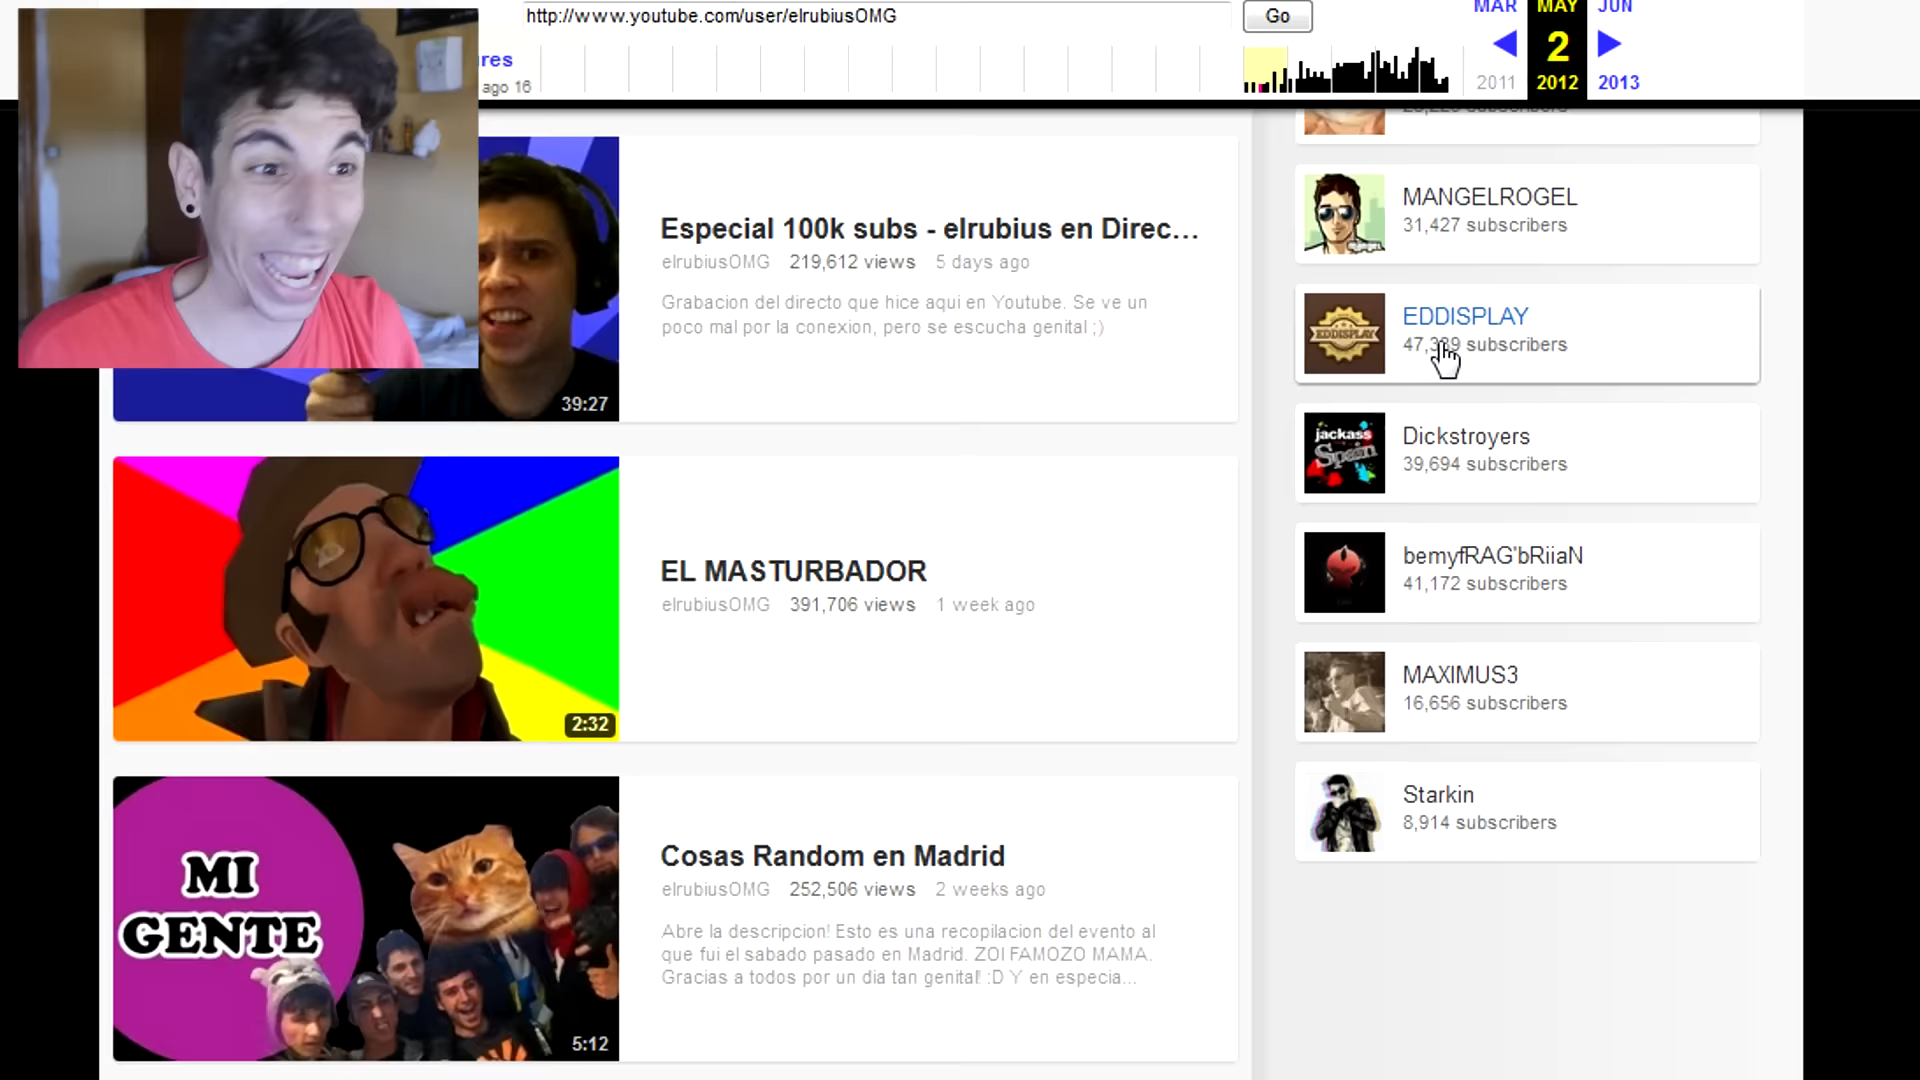 http://www.youtube.com/user/elrubiusOMG
Go
MAR
MAY
JUN
2
2011
2012
2013
ago 16
Especial 100k subs - elrubius en Direc...
elrubiusOMG 219,612 views 5 days ago
Grabacion del directo que hice aqui en Youtube. Se ve un
poco mal por la conexion, pero se escucha genital ;)
39:27
EL MASTURBADOR
elrubiusOMG 391,706 views 1 week ago
2:32
MI
GENTE
5:12
Cosas Random en Madrid
elrubiusOMG 252,506 views 2 weeks ago
Abre la descripcion! Esto es una recopilacion del evento al
que fui el sabado pasado en Madrid. ZOI FAMOZO MAMA.
Gracias a todos por un dia tan genital! :D Y en especia...
subscribers
MANGELROGEL
31,427 subscribers
EDDISPLAY
EDDISPLAY
subscribers
jackass
Spain
Dickstroyers
39,694 subscribers
bemyfRAG'bRiiaN
41,172 subscribers
MAXIMUS3
16,656 subscribers
Starkin
8,914 subscribers